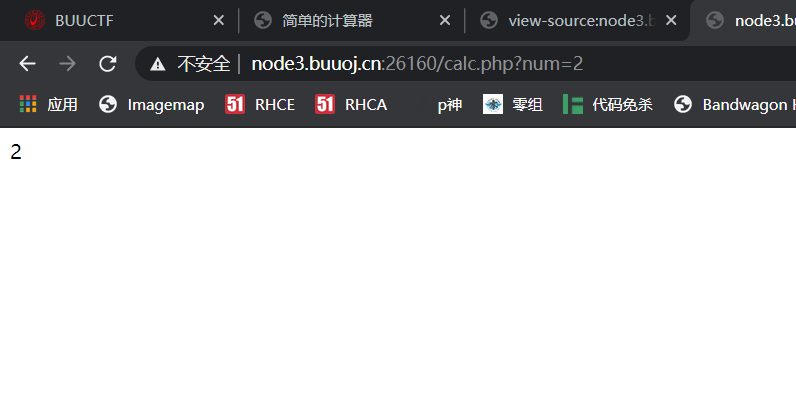 BUUCTF 简单的计算器 view-source:node3.b node3.bu
不安全 node3.buuoj.cn:26160/calc.php?num=2
应用 Imagemap 51 RHCE 51 RHCA p神 零组 代码免杀 Bandwagon H
2